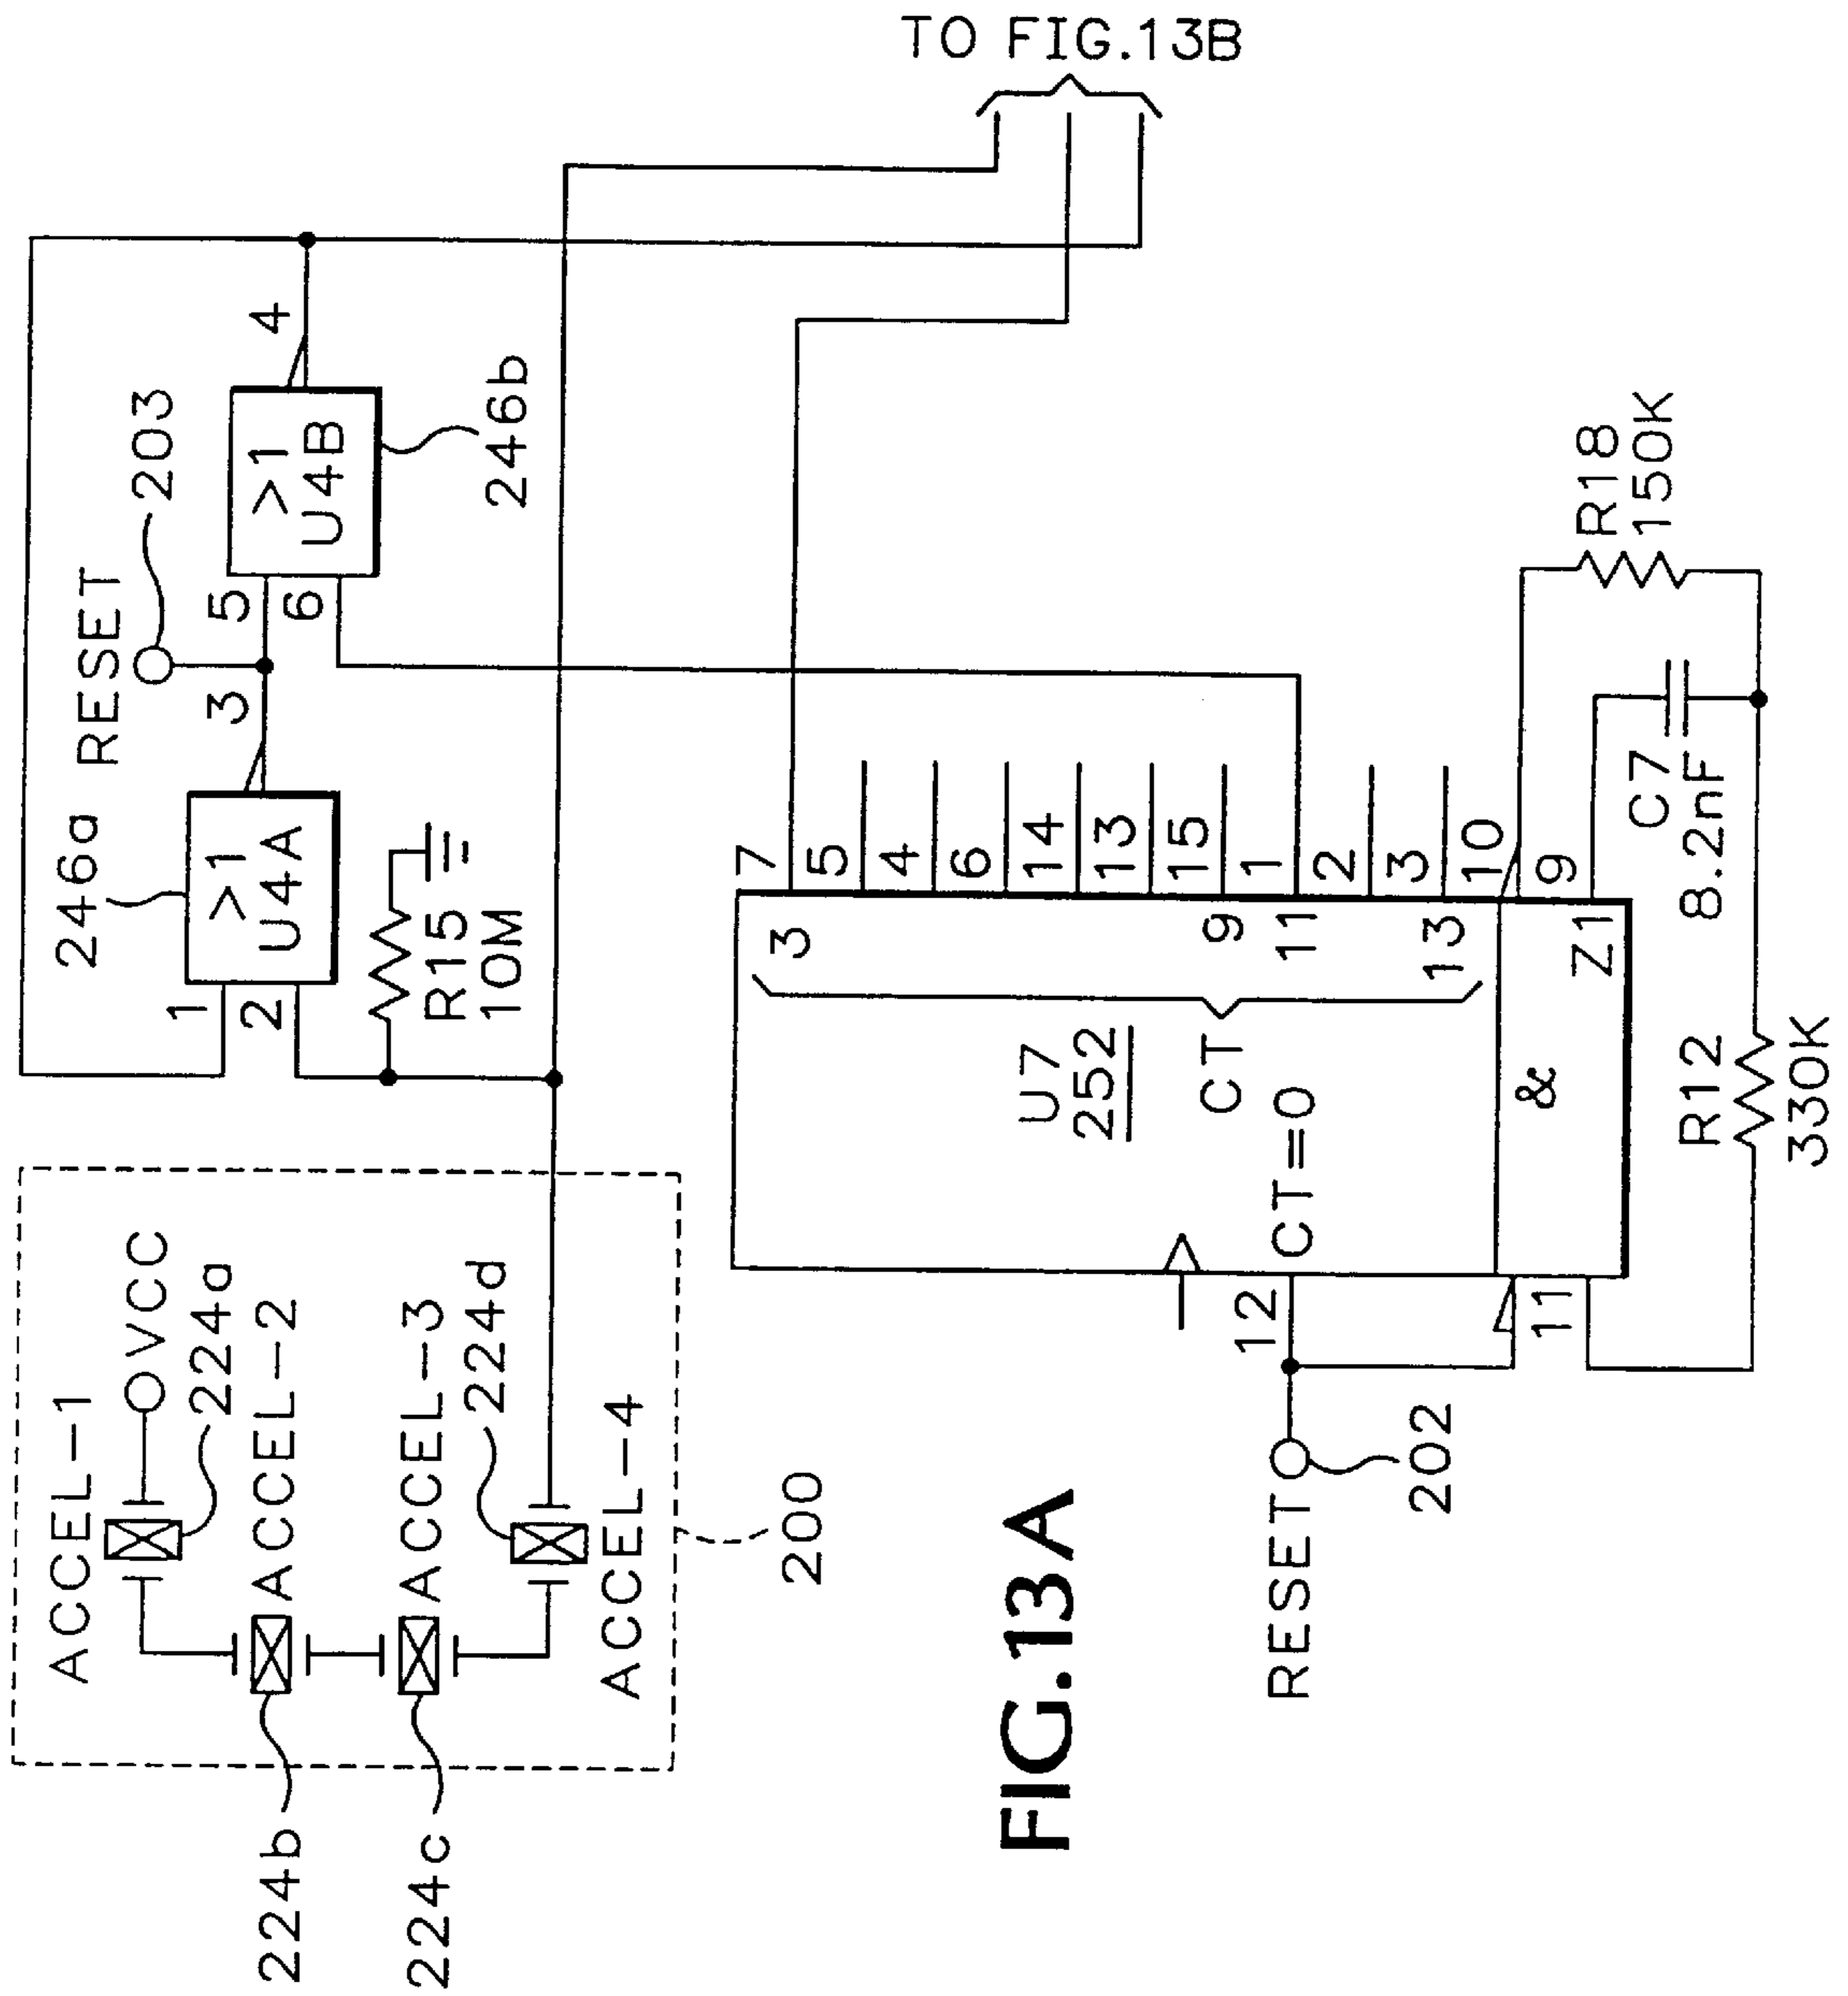 TO FIG.13B
ACCEL-1
VCC
224a
224b
ACCEL-2
224c
ACCEL-3
224d
ACCEL-4
200
246a
1
2
>1
U4A
3
RESET
203
5
6
>1
U4B
4
246b
R15
10M
U7
252
CT
CT=0
3
9
11
13
7
5
4
6
14
13
15
1
2
3
10
9
&
Z1
12
11
RESET
202
R18
150K
C7
8.2nF
R12
330K
FIG.13A